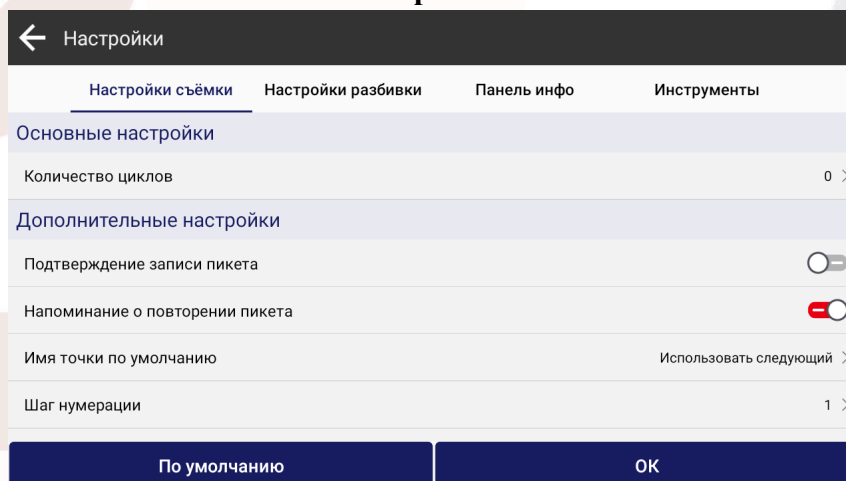 Настройки
Настройки съёмки Настройки разбивки Панель инфо Инструменты
Основные настройки
Количество циклов 0
Дополнительные настройки
Подтверждение записи пикета
Напоминание о повторении пикета
Имя точки по умолчанию Использовать следующий
Шаг нумерации 1
По умолчанию ОК